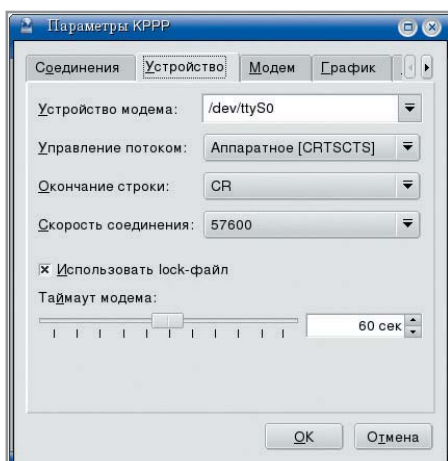 Параметры KPPP
Соединения Устройство Модем График
Устройство модема: /dev/ttyS0
Управление потоком: Аппаратное [CRTSCTS]
Окончание строки: CR
Скорость соединения: 57600
Использовать lock-файл
Таймаут модема:
60 сек
OK Отмена